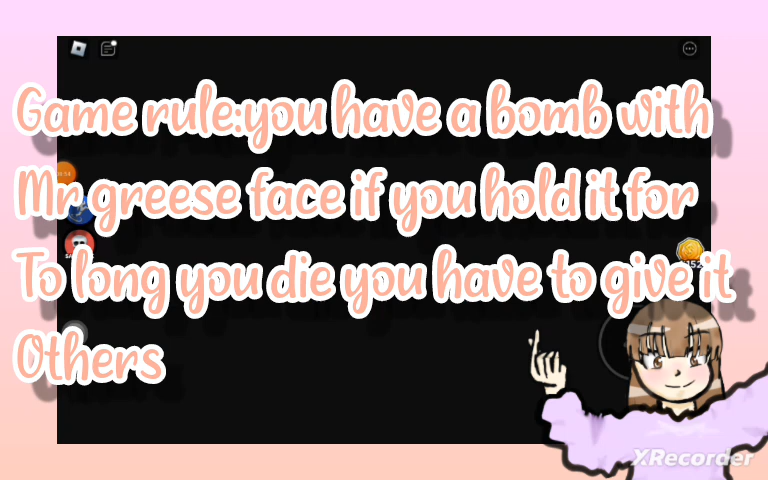 Game rule:you have a bomb with
Mr greese face if you hold it for
To long you die you have to give it
Others
XRecorder